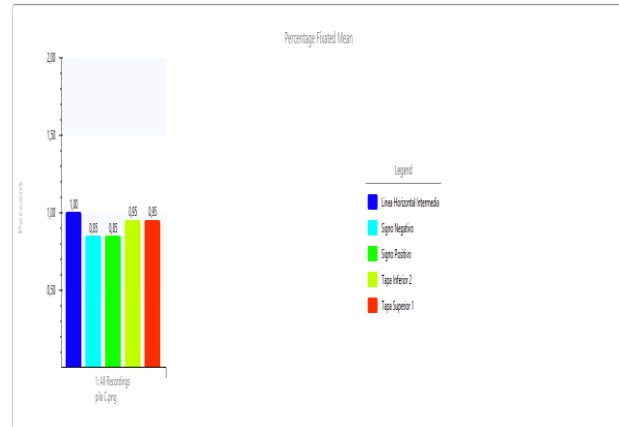 Percentage Fixated Mean
2,00
1,50
1,00
0,50
Percent
1,00
0,85
0,85
0,95
0,95
1: All Recordings
pila C.png
Legend
Línea Horizontal Intermedia
Signo Negativo
Signo Positivo
Tapa Inferior 2
Tapa Superior 1